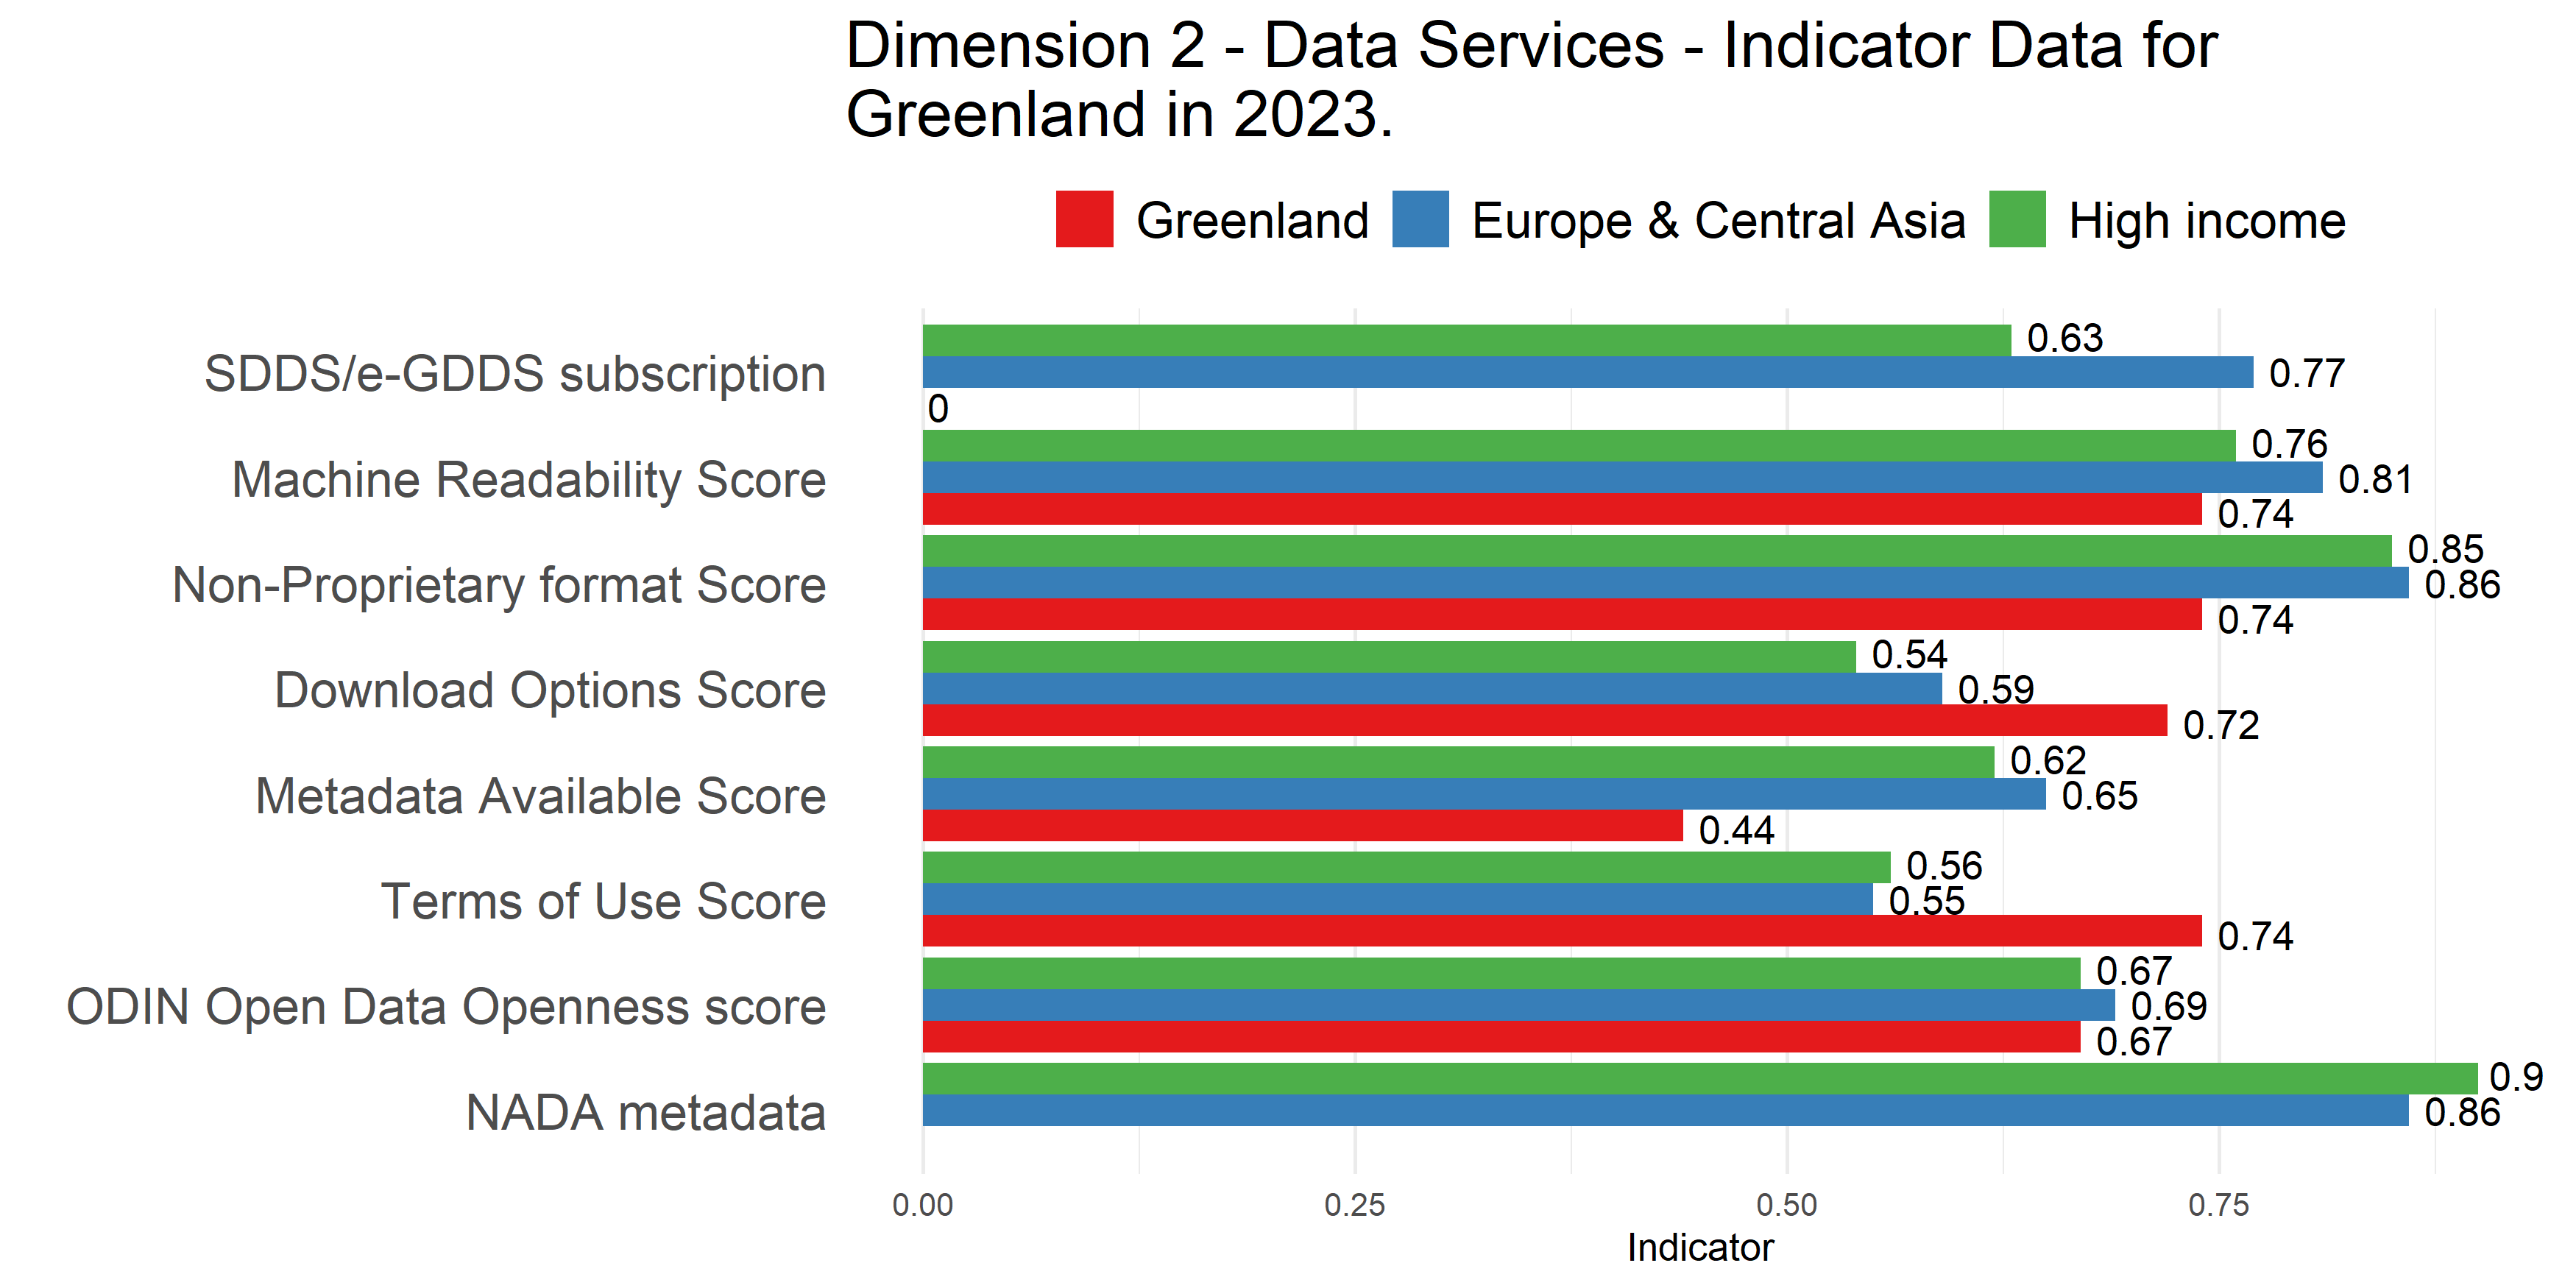 Dimension 2 - Data Services - Indicator Data for
Greenland in 2023.
Greenland Europe & Central Asia High income
SDDS/e-GDDS subscription
0.63
0.77
0
Machine Readability Score
0.76
0.81
0.74
Non-Proprietary format Score
0.85
0.86
0.74
Download Options Score
0.54
0.59
0.72
Metadata Available Score
0.62
0.65
0.44
Terms of Use Score
0.56
0.55
0.74
ODIN Open Data Openness score
0.67
0.69
0.67
NADA metadata
0.9
0.86
0.00 0.25 0.50 0.75
Indicator